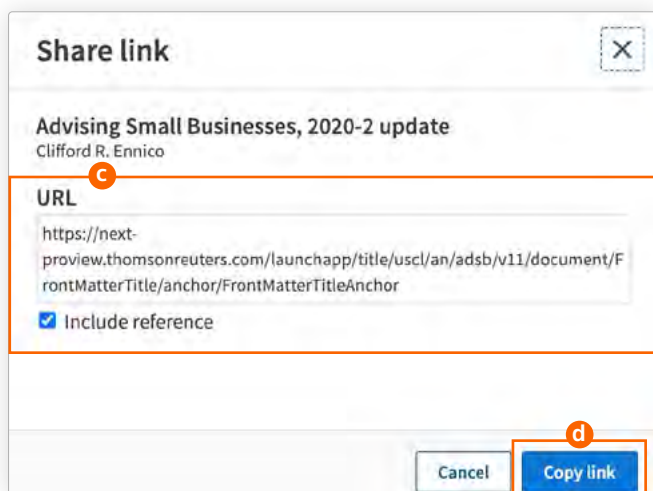 Share link
Advising Small Businesses, 2020-2 update
Clifford R. Ennico
c
URL
https://next-
proview.thomsonreuters.com/launchapp/title/uscl/an/adsb/v11/document/F
rontMatterTitle/anchor/FrontMatterTitleAnchor
Include reference
d
Cancel Copy link